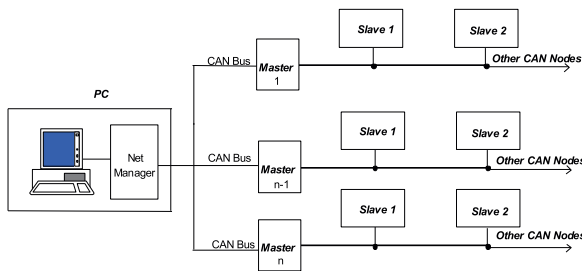 Slave 1
Slave 2
CAN Bus
Master
1
Other CAN Nodes
PC
Net
Manager
Slave 1
Slave 2
CAN Bus
Master
n-1
Other CAN Nodes
Slave 1
Slave 2
CAN Bus
Master
n
Other CAN Nodes